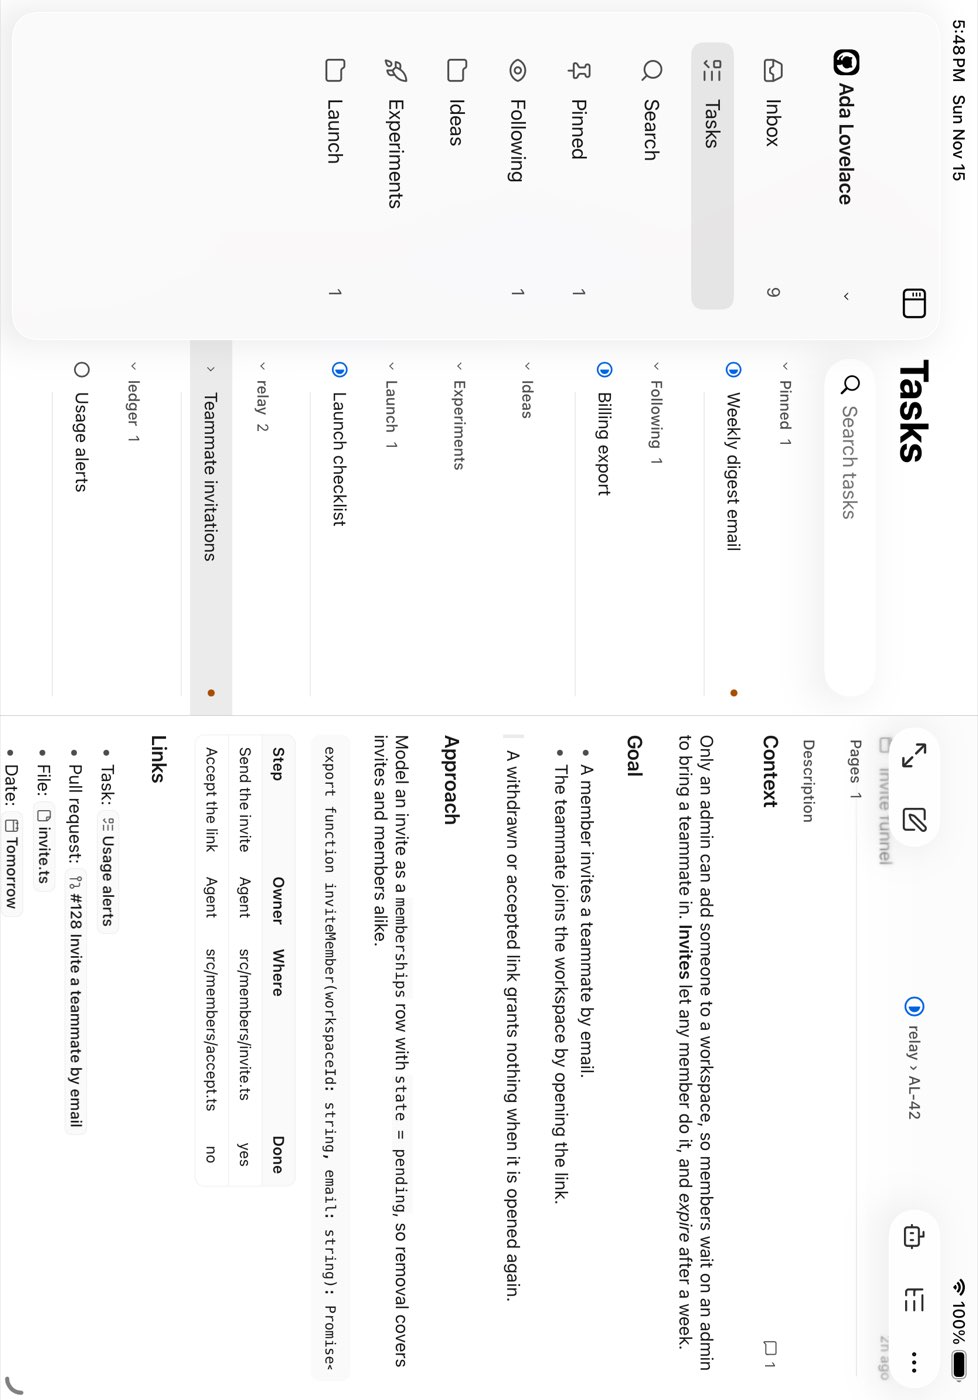 5:48 PM Sun Nov 15
100%
Ada Lovelace
Inbox 9
Tasks
Search
Pinned 1
Following 1
Ideas
Experiments
Launch 1
Tasks
Search tasks
Pinned 1
Weekly digest email
Following 1
Billing export
Ideas
Experiments
Launch 1
Launch checklist
relay 2
Teammate invitations
ledger 1
Usage alerts
relay › AL-42
Invite funnel 2h ago
Pages 1
Description
Context 1
Only an admin can add someone to a workspace, so members wait on an admin
to bring a teammate in. Invites let any member do it, and expire after a week.
Goal
• A member invites a teammate by email.
• The teammate joins the workspace by opening the link.
A withdrawn or accepted link grants nothing when it is opened again.
Approach
Model an invite as a memberships row with state = pending, so removal covers
invites and members alike.
export function inviteMember(workspaceId: string, email: string): Promise<
Step Owner Where Done
Send the invite Agent src/members/invite.ts yes
Accept the link Agent src/members/accept.ts no
Links
• Task: Usage alerts
• Pull request: #128 Invite a teammate by email
• File: invite.ts
• Date: Tomorrow